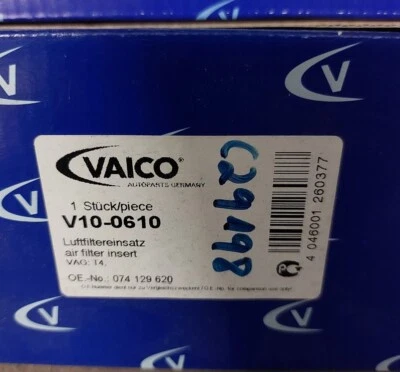 VAICO
AUTOPARTS GERMANY
1 Stück/piece
V10-0610
Luftfiltereinsatz
air filter insert
VAG: T4,
OE.-No.: 074 129 620
C29198
4 046001 260377
V
V
V